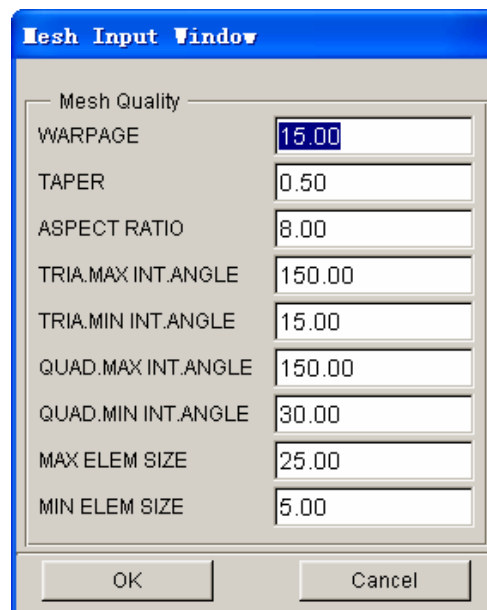 Mesh Input Window
Mesh Quality
WARPAGE 15.00
TAPER 0.50
ASPECT RATIO 8.00
TRIA.MAX INT.ANGLE 150.00
TRIA.MIN INT.ANGLE 15.00
QUAD.MAX INT.ANGLE 150.00
QUAD.MIN INT.ANGLE 30.00
MAX ELEM SIZE 25.00
MIN ELEM SIZE 5.00
OK Cancel